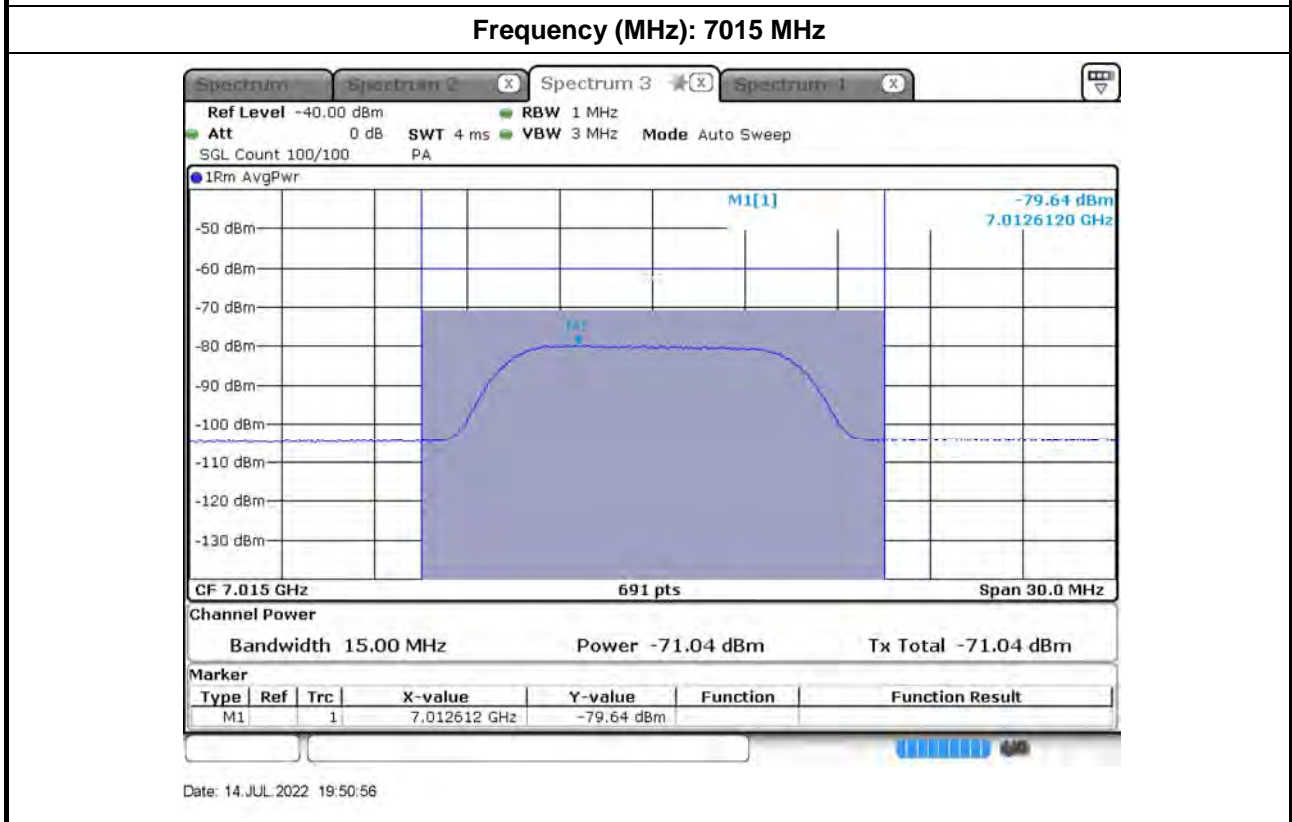 Frequency (MHz): 7015 MHz
Spectrum Spectrum 2 X Spectrum 3 X Spectrum 1 X
Ref Level -40.00 dBm RBW 1 MHz
Att 0 dB SWT 4 ms VBW 3 MHz Mode Auto Sweep
SGL Count 100/100 PA
1Rm AvgPwr
M1[1] -79.64 dBm
7.0126120 GHz
-50 dBm
-60 dBm
-70 dBm
M1
-80 dBm
-90 dBm
-100 dBm
-110 dBm
-120 dBm
-130 dBm
CF 7.015 GHz 691 pts Span 30.0 MHz
Channel Power
Bandwidth 15.00 MHz Power -71.04 dBm Tx Total -71.04 dBm
Marker
Type Ref Trc X-value Y-value Function Function Result
M1 1 7.012612 GHz -79.64 dBm
Date: 14.JUL.2022 19:50:56